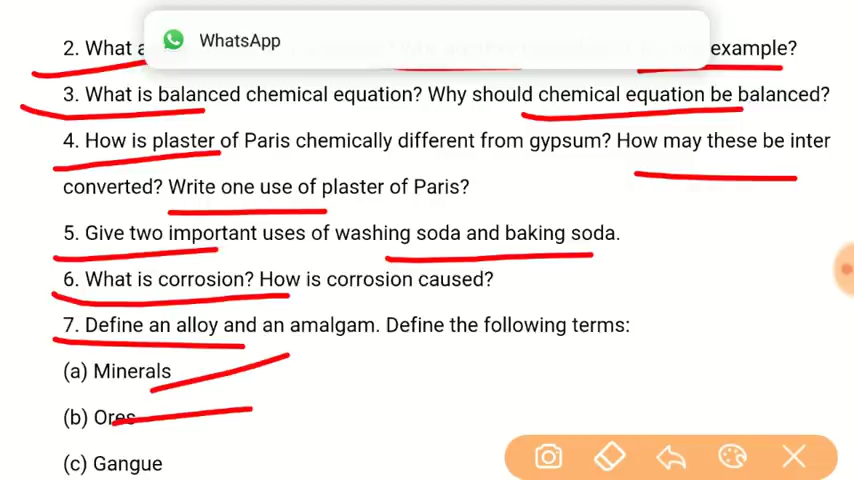 WhatsApp
2. What example?
3. What is balanced chemical equation? Why should chemical equation be balanced?
4. How is plaster of Paris chemically different from gypsum? How may these be inter
converted? Write one use of plaster of Paris?
5. Give two important uses of washing soda and baking soda.
6. What is corrosion? How is corrosion caused?
7. Define an alloy and an amalgam. Define the following terms:
(a) Minerals
(b) Ores
(c) Gangue